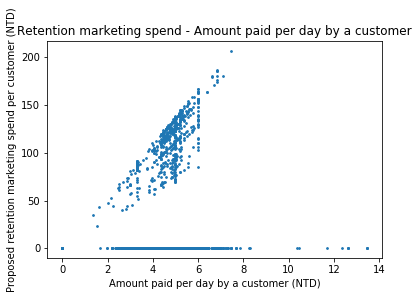 Retention marketing spend - Amount paid per day by a customer
Proposed retention marketing spend per customer (NTD)
200
150
100
50
0
0 2 4 6 8 10 12 14
Amount paid per day by a customer (NTD)